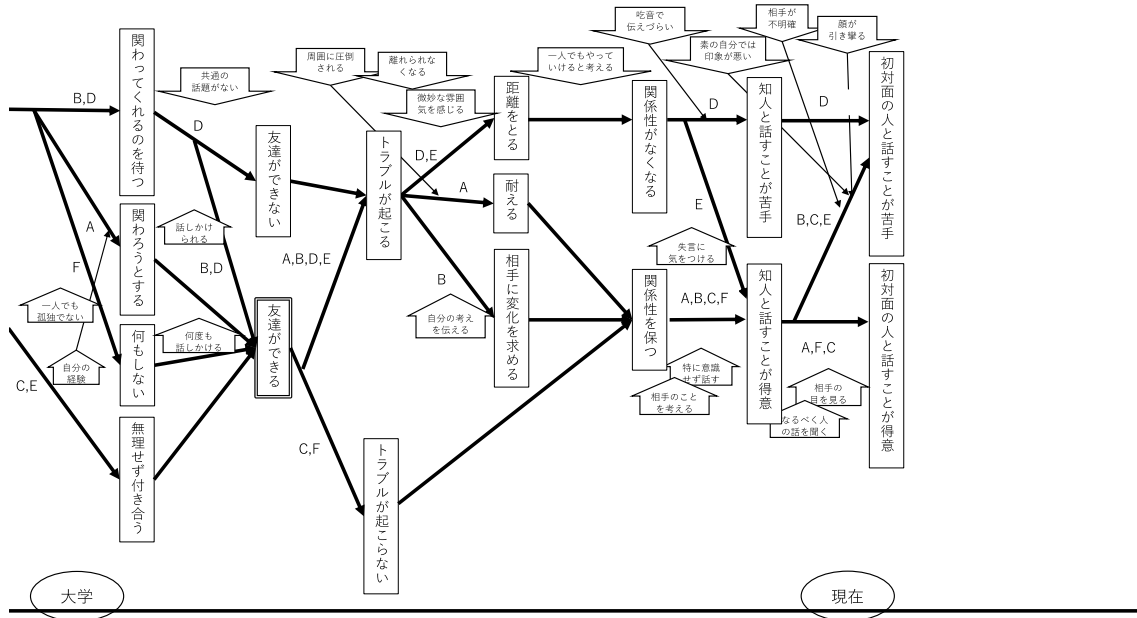 吃音で
伝えづらい
相手が
不明確
顔が
引き攣る
素の自分では
印象が悪い
周囲に圧倒
される
離れられな
くなる
一人でもやって
いけると考える
共通の
話題がない
微妙な雰囲
気を感じる
B,D
関わってくれるのを待つ
D
友達ができない
トラブルが起こる
D,E
距離をとる
関係性がなくなる
D
知人と話すことが苦手
D
初対面の人と話すことが苦手
A
耐える
A
F
関わろうとする
話しかけ
られる
B,D
A,B,D,E
B
自分の考え
を伝える
相手に変化を求める
E
失言に
気をつける
B,C,E
一人でも
孤独でない
自分の
経験
何もしない
何度も
話しかける
友達ができる
関係性を保つ
A,B,C,F
知人と話すことが得意
初対面の人と話すことが得意
A,F,C
C,E
特に意識
せず話す
相手のこと
を考える
相手の
目を見る
なるべく人
の話を聞く
無理せず付き合う
C,F
トラブルが起こらない
大学
現在